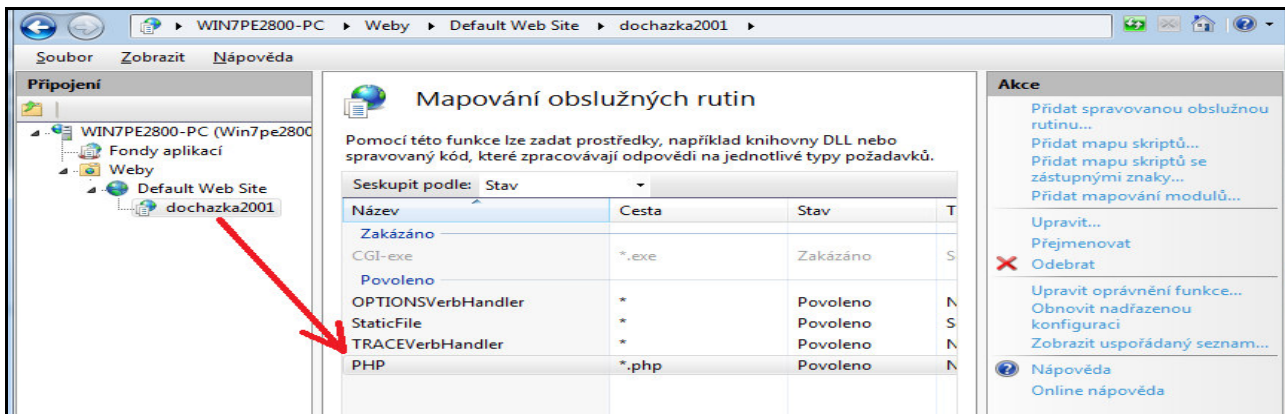 WIN7PE2800-PC ▸ Weby ▸ Default Web Site ▸ dochazka2001 ▸
Soubor Zobrazit Nápověda
Připojení
WIN7PE2800-PC (Win7pe2800
Fondy aplikací
Weby
Default Web Site
dochazka2001
Mapování obslužných rutin
Pomocí této funkce lze zadat prostředky, například knihovny DLL nebo
spravovaný kód, které zpracovávají odpovědi na jednotlivé typy požadavků.
Seskupit podle: Stav
Název Cesta Stav T
Zakázáno
CGI-exe *.exe Zakázáno S
Povoleno
OPTIONSVerbHandler * Povoleno N
StaticFile * Povoleno S
TRACEVerbHandler * Povoleno N
PHP *.php Povoleno N
Akce
Přidat spravovanou obslužnou
rutinu...
Přidat mapu skriptů...
Přidat mapu skriptů se
zástupnými znaky...
Přidat mapování modulů...
Upravit...
Přejmenovat
Odebrat
Upravit oprávnění funkce...
Obnovit nadřazenou
konfiguraci
Zobrazit uspořádaný seznam...
Nápověda
Online nápověda